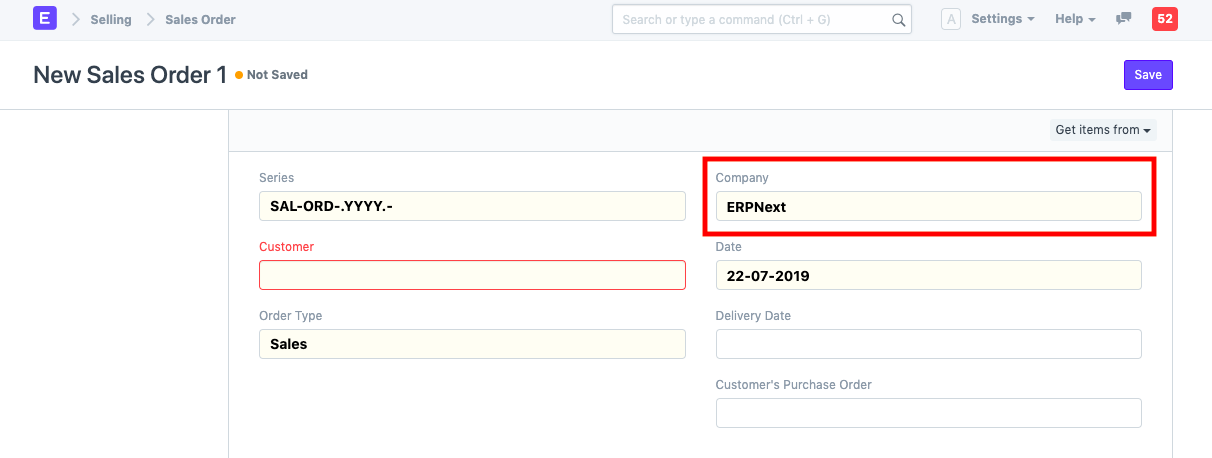 E Selling Sales Order Search or type a command (Ctrl + G) A Settings Help 52
New Sales Order 1 Not Saved Save
Get items from
Series
SAL-ORD-.YYYY.-
Company
ERPNext
Customer
Date
22-07-2019
Order Type
Sales
Delivery Date
Customer's Purchase Order